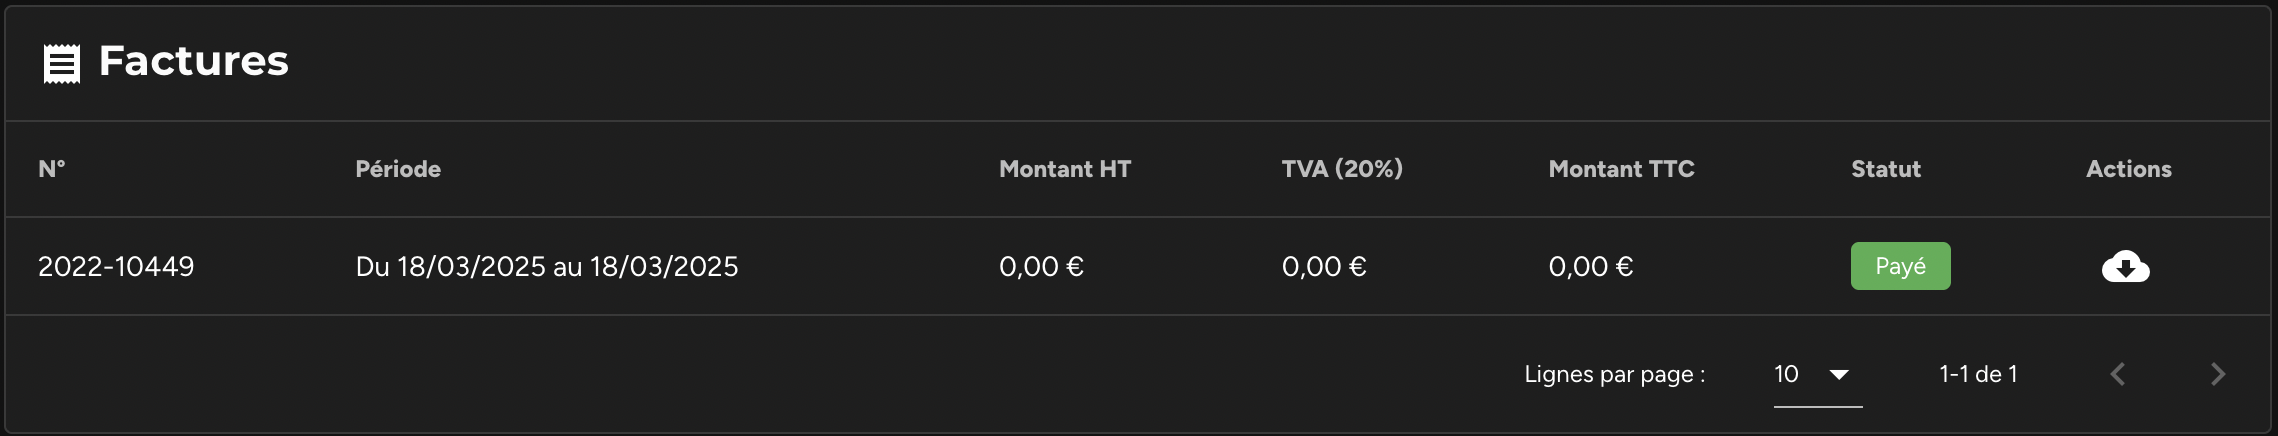 Factures
N° Période Montant HT TVA (20%) Montant TTC Statut Actions
2022-10449 Du 18/03/2025 au 18/03/2025 0,00 € 0,00 € 0,00 € Payé
Lignes par page : 10 1-1 de 1